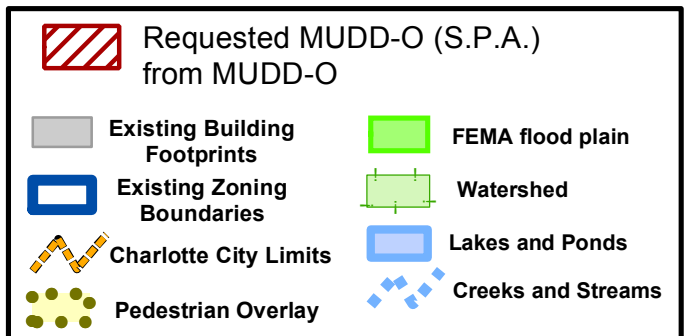 Requested MUDD-O (S.P.A.)
from MUDD-O
Existing Building
Footprints
Existing Zoning
Boundaries
Charlotte City Limits
Pedestrian Overlay
FEMA flood plain
Watershed
Lakes and Ponds
Creeks and Streams